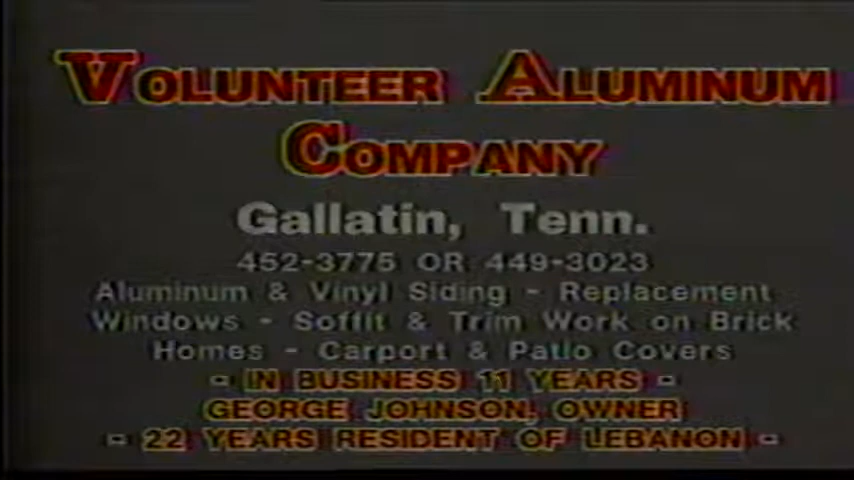 VOLUNTEER ALUMINUM
COMPANY
Gallatin, Tenn.
452-3775 OR 449-3023
Aluminum & Vinyl Siding - Replacement
Windows - Soffit & Trim Work on Brick
Homes - Carport & Patio Covers
- IN BUSINESS 11 YEARS -
GEORGE JOHNSON, OWNER
- 22 YEARS RESIDENT OF LEBANON -